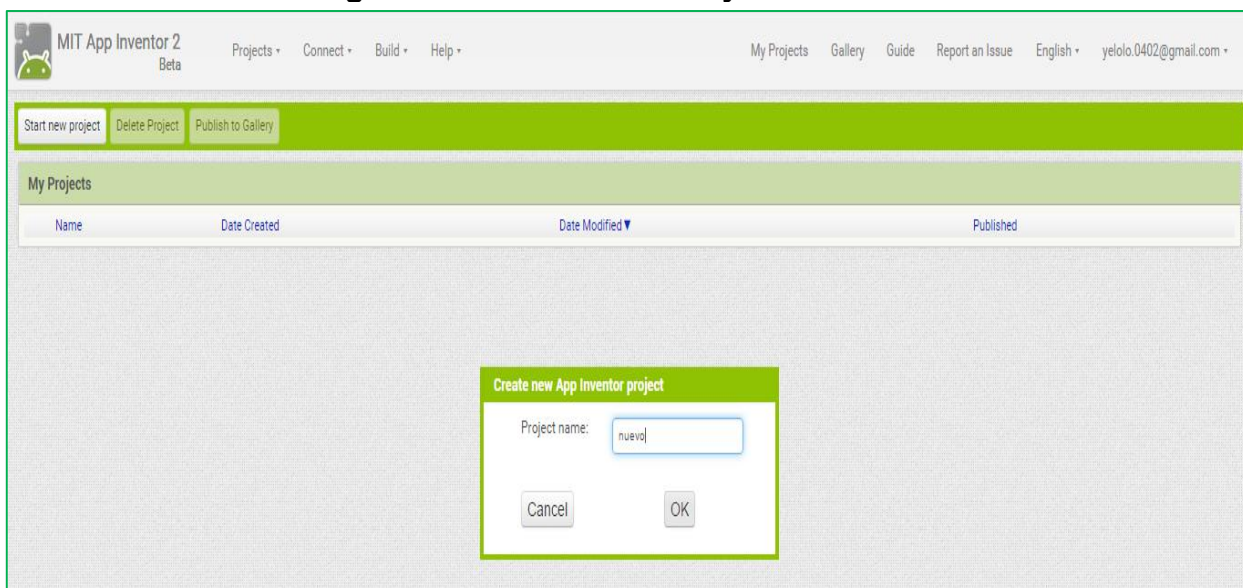 MIT App Inventor 2
Beta
Projects Connect Build Help
My Projects Gallery Guide Report an Issue English yelolo.0402@gmail.com
Start new project Delete Project Publish to Gallery
My Projects
Name Date Created Date Modified▼ Published
Create new App Inventor project
Project name: nuevo
Cancel OK